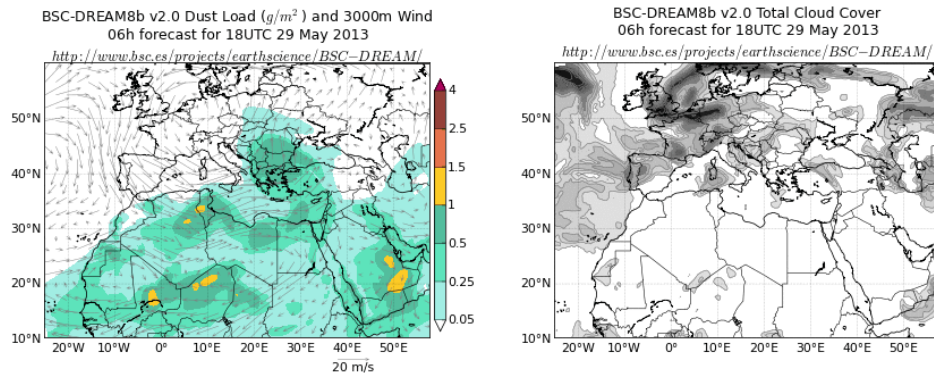 BSC-DREAM8b v2.0 Dust Load (g/m²) and 3000m Wind
06h forecast for 18UTC 29 May 2013
http://www.bsc.es/projects/earthscience/BSC−DREAM/
50°N
40°N
30°N
20°N
10°N
20°W 10°W 0° 10°E 20°E 30°E 40°E 50°E
20 m/s
4
2.5
1.5
1
0.5
0.25
0.05
BSC-DREAM8b v2.0 Total Cloud Cover
06h forecast for 18UTC 29 May 2013
http://www.bsc.es/projects/earthscience/BSC−DREAM/
50°N
40°N
30°N
20°N
10°N
20°W 10°W 0° 10°E 20°E 30°E 40°E 50°E